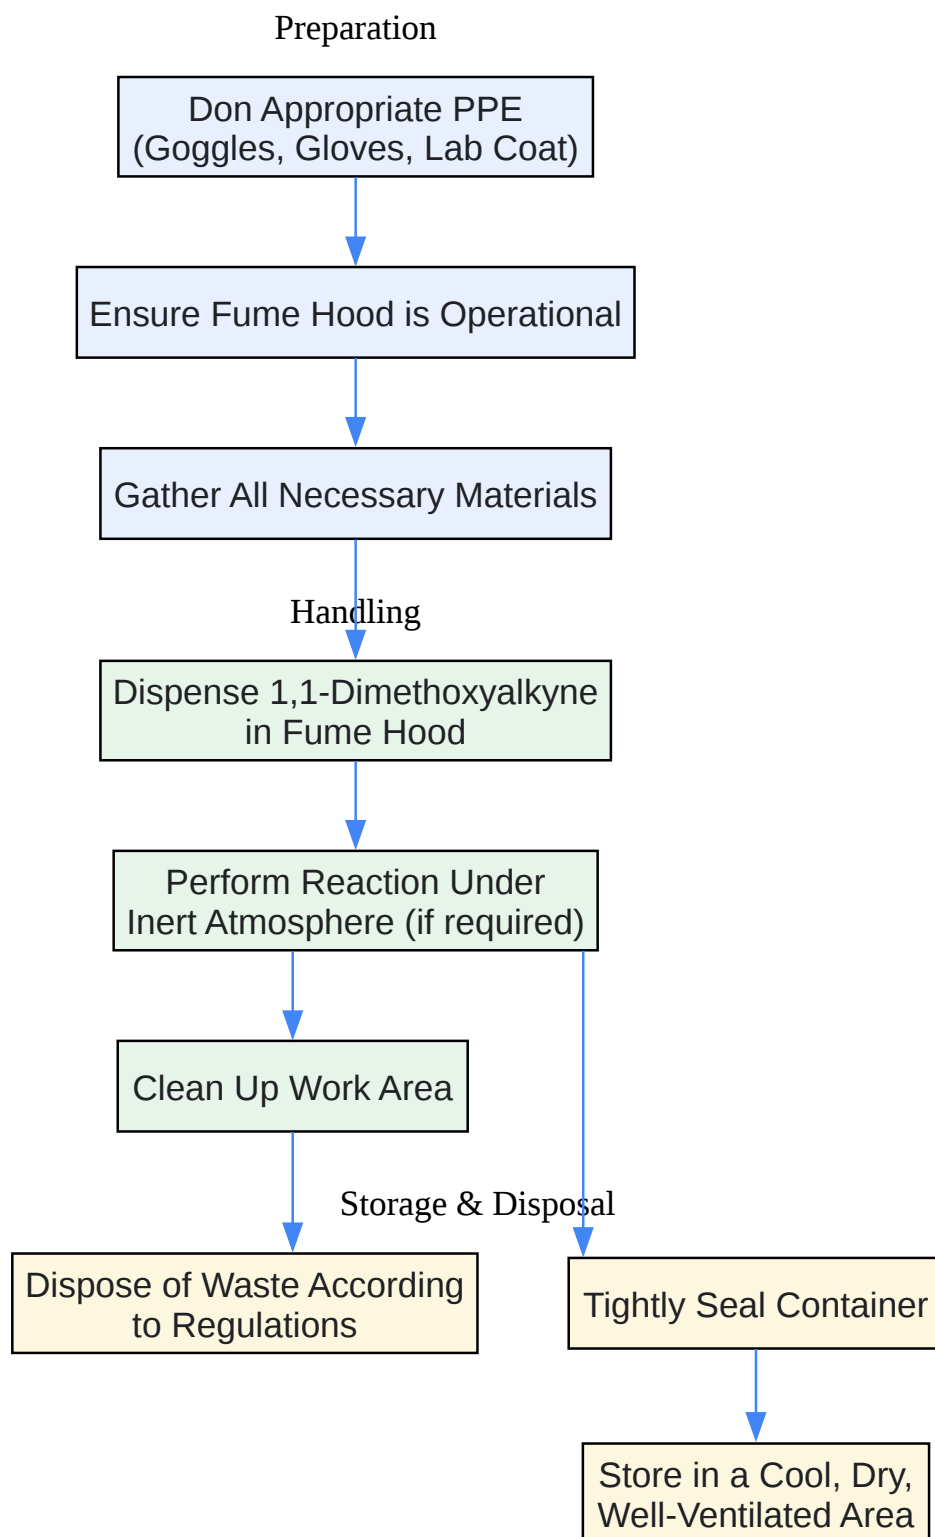 Preparation
Don Appropriate PPE
(Goggles, Gloves, Lab Coat)
Ensure Fume Hood is Operational
Gather All Necessary Materials
Handling
Dispense 1,1-Dimethoxyalkyne
in Fume Hood
Perform Reaction Under
Inert Atmosphere (if required)
Clean Up Work Area
Storage & Disposal
Dispose of Waste According
to Regulations
Tightly Seal Container
Store in a Cool, Dry,
Well-Ventilated Area